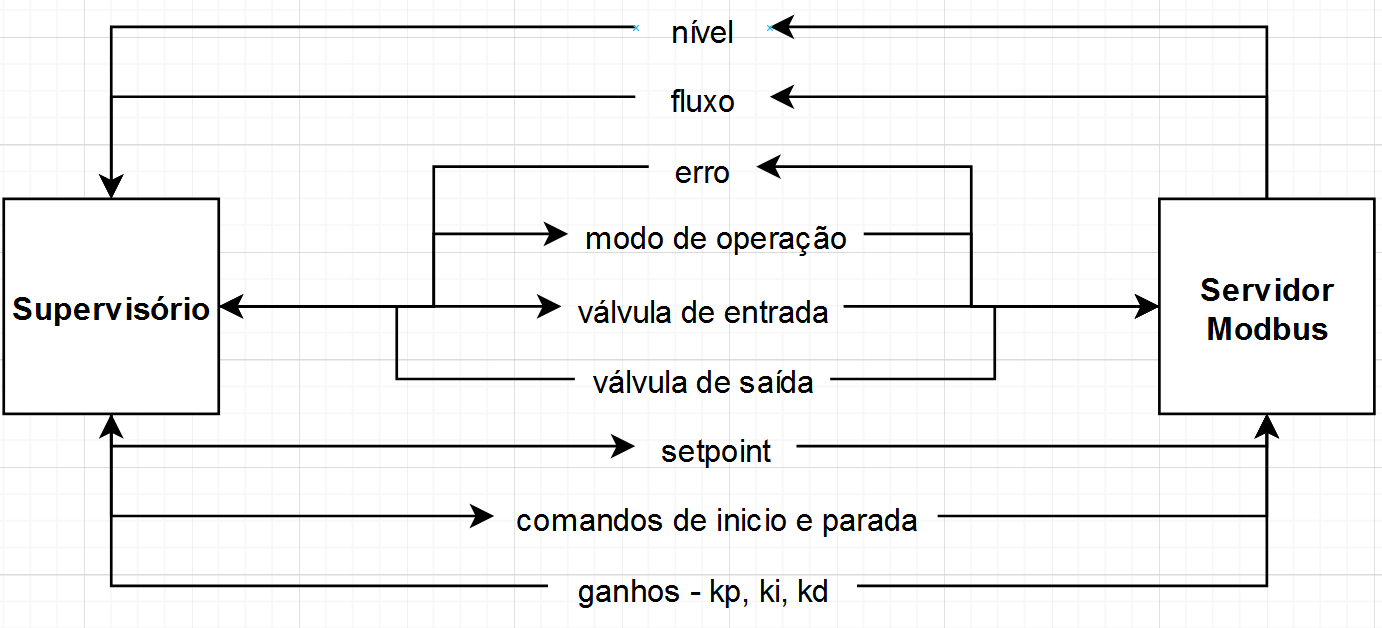 nível
fluxo
erro
modo de operação
Supervisório
válvula de entrada
Servidor
Modbus
válvula de saída
setpoint
comandos de inicio e parada
ganhos - kp, ki, kd